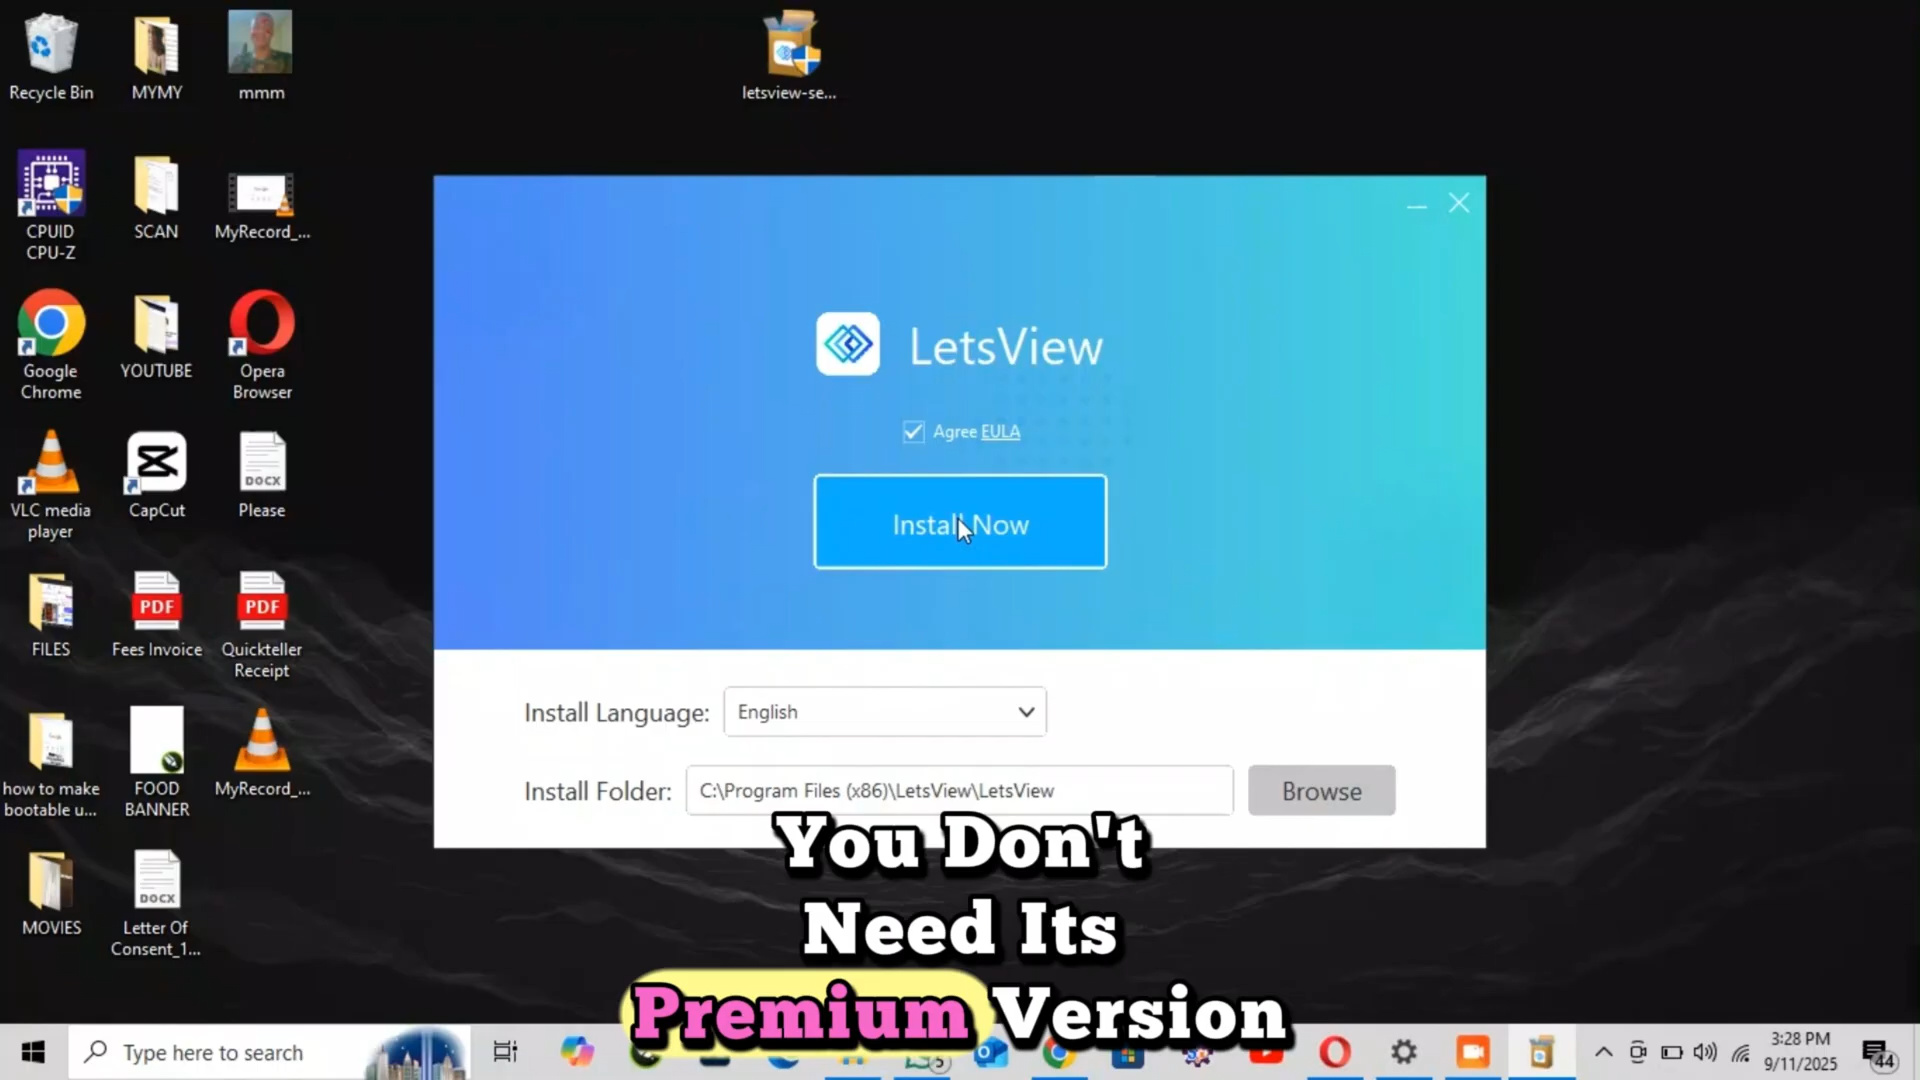 Recycle Bin
MYMY
mmm
letsview-se...
CPUID
CPU-Z
SCAN
MyRecord_...
Google
Chrome
YOUTUBE
Opera
Browser
VLC media
player
CapCut
DOCX
Please
FILES
PDF
Fees Invoice
PDF
Quickteller
Receipt
how to make
bootable u...
FOOD
BANNER
MyRecord_...
MOVIES
DOCX
Letter Of
Consent_1...
LetsView
Agree EULA
Install Now
Install Language:
English
Install Folder:
C:\Program Files (x86)\LetsView\LetsView
Browse
You Don't
Need Its
Premium Version
Type here to search
5
3:28 PM
9/11/2025
44